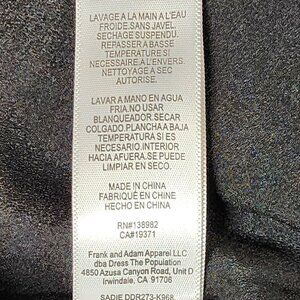 LAVAGE A LA MAIN A L'EAU
FROIDE.SANS JAVEL.
SECHAGE SUSPENDU.
REPASSER A BASSE
TEMPERATURE SI
NECESSAIRE.A L'ENVERS.
NETTOYAGE A SEC
AUTORISE.
LAVAR A MANO EN AGUA
FRIA.NO USAR
BLANQUEADOR.SECAR
COLGADO.PLANCHA A BAJA
TEMPERATURA SI ES
NECESARIO.INTERIOR
HACIA AFUERA.SE PUEDE
LIMPIAR EN SECO.
MADE IN CHINA
FABRIQUÉ EN CHINE
HECHO EN CHINA
RN#138982
CA#19371
Frank and Adam Apparel LLC
dba Dress The Population
4850 Azusa Canyon Road, Unit D
Irwindale, CA 91706
SADIE DDR273-K968